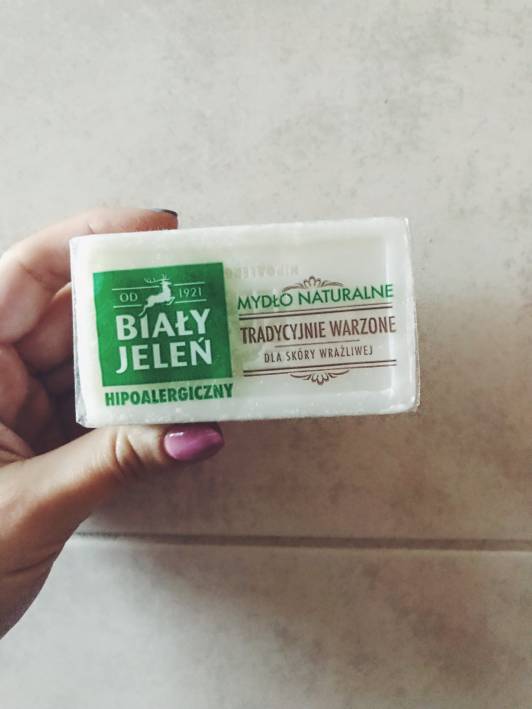 OD 1921
BIAŁY
JELEŃ
HIPOALERGICZNY
MYDŁO NATURALNE
TRADYCYJNIE WARZONE
DLA SKÓRY WRAŻLIWEJ